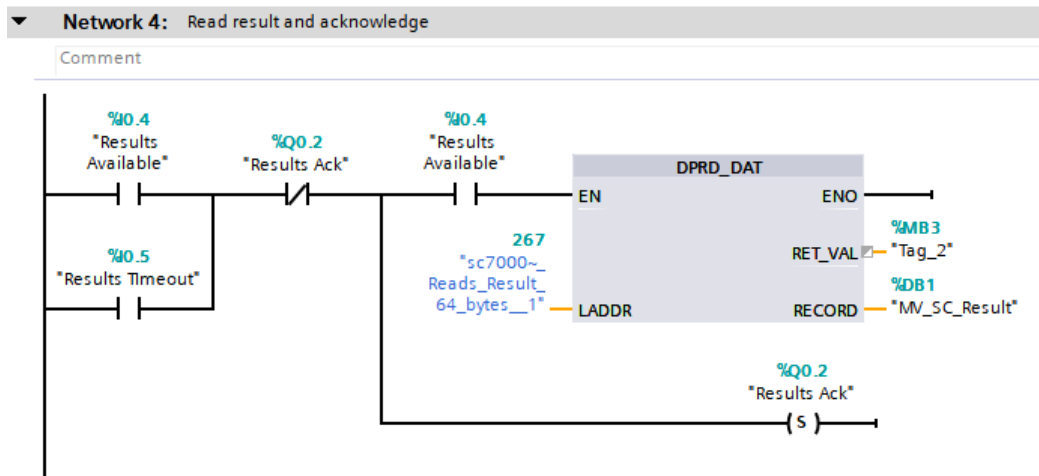 Network 4: Read result and acknowledge
Comment
%I0.4
"Results
Available"
%Q0.2
"Results Ack"
%I0.4
"Results
Available"
DPRD_DAT
EN
ENO
%I0.5
"Results TImeout"
267
"sc7000~_
Reads_Result_
64_bytes__1"
LADDR
RET_VAL
%MB3
"Tag_2"
RECORD
%DB1
"MV_SC_Result"
%Q0.2
"Results Ack"
S